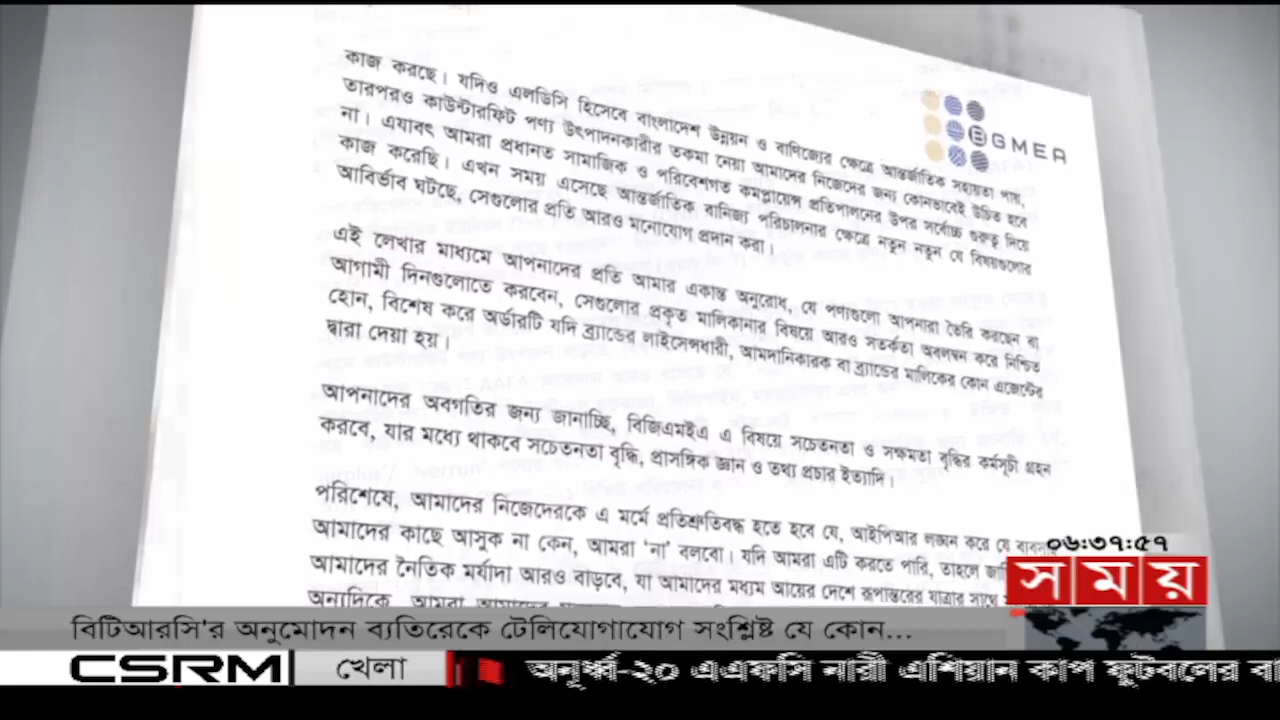 BGMEA
কাজ করছে। যদিও এলডিসি হিসেবে বাংলাদেশ উন্নয়ন ও বাণিজ্যের ক্ষেত্রে আন্তর্জাতিক সহায়তা পায়,
তারপরও কাউন্টারফিট পণ্য উৎপাদনকারীর তকমা নেয়া আমাদের নিজেদের জন্য কোনভাবেই উচিত হবে
না। এযাবৎ আমরা প্রধানত সামাজিক ও পরিবেশগত কমপ্লায়েন্স প্রতিপালনের উপর সর্বোচ্চ গুরুত্ব দিয়ে
কাজ করেছি। এখন সময় এসেছে আন্তর্জাতিক বানিজ্য পরিচালনার ক্ষেত্রে নতুন নতুন যে বিষয়গুলোর
আবির্ভাব ঘটছে, সেগুলোর প্রতি আরও মনোযোগ প্রদান করা।
এই লেখার মাধ্যমে আপনাদের প্রতি আমার একান্ত অনুরোধ, যে পণ্যগুলো আপনারা তৈরি করছেন বা
আগামী দিনগুলোতে করবেন, সেগুলোর প্রকৃত মালিকানার বিষয়ে আরও সতর্কতা অবলম্বন করে নিশ্চিত
হোন, বিশেষ করে অর্ডারটি যদি ব্র্যান্ডের লাইসেন্সধারী, আমদানিকারক বা ব্র্যান্ডের মালিকের কোন এজেন্টের
দ্বারা দেয়া হয়।
আপনাদের অবগতির জন্য জানাচ্ছি, বিজিএমইএ এ বিষয়ে সচেতনতা ও সক্ষমতা বৃদ্ধির কর্মসূচী গ্রহন
করবে, যার মধ্যে থাকবে সচেতনতা বৃদ্ধি, প্রাসঙ্গিক জ্ঞান ও তথ্য প্রচার ইত্যাদি।
পরিশেষে, আমাদের নিজেদেরকে এ মর্মে প্রতিশ্রুতিবদ্ধ হতে হবে যে, আইপিআর লঙ্ঘন করে যে ব্যবসাই
আমাদের কাছে আসুক না কেন, আমরা ‘না’ বলবো। যদি আমরা এটি করতে পারি, তাহলে
আমাদের নৈতিক মর্যাদা আরও বাড়বে, যা আমাদের মধ্যম আয়ের দেশে রূপান্তরের যাত্রার সাথে
অন্যদিকে, আমরা আমাদের
০৬:৩৭:৫৭
সময়
বিটিআরসি'র অনুমোদন ব্যতিরেকে টেলিযোগাযোগ সংশ্লিষ্ট যে কোন...
CSRM খেলা অনূর্ধ্ব-২০ এএফসি নারী এশিয়ান কাপ ফুটবলের বা